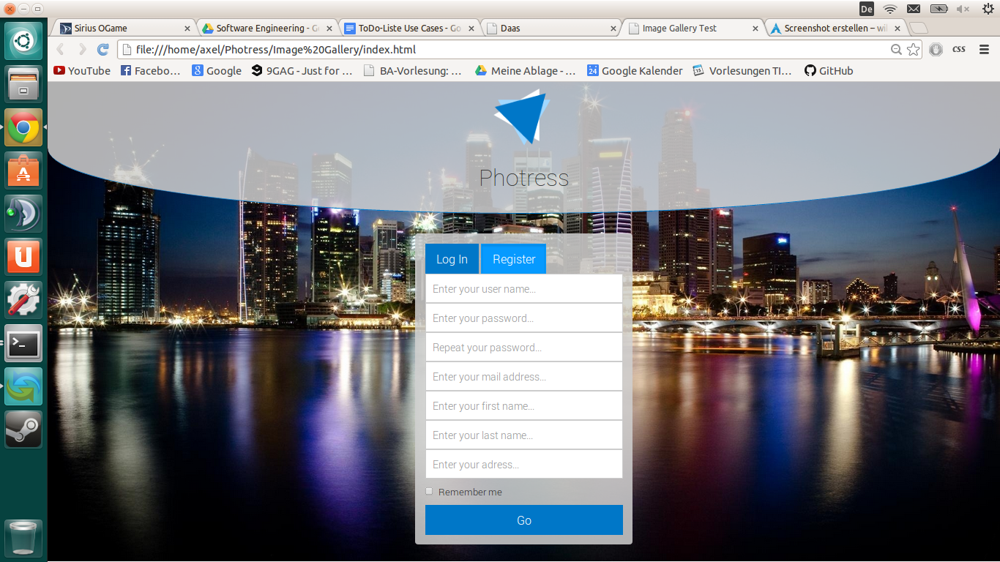 De
Sirius OGame
Software Engineering - Go
ToDo-Liste Use Cases - Go
Daas
Image Gallery Test
Screenshot erstellen – wil
file:///home/axel/Photress/Image%20Gallery/index.html
css
YouTube
Facebo…
Google
9GAG - Just for …
BA-Vorlesung: …
Meine Ablage - …
24
Google Kalender
Vorlesungen TI…
GitHub
Photress
Log In
Register
Enter your user name...
Enter your password...
Repeat your password...
Enter your mail address...
Enter your first name...
Enter your last name...
Enter your adress...
Remember me
Go